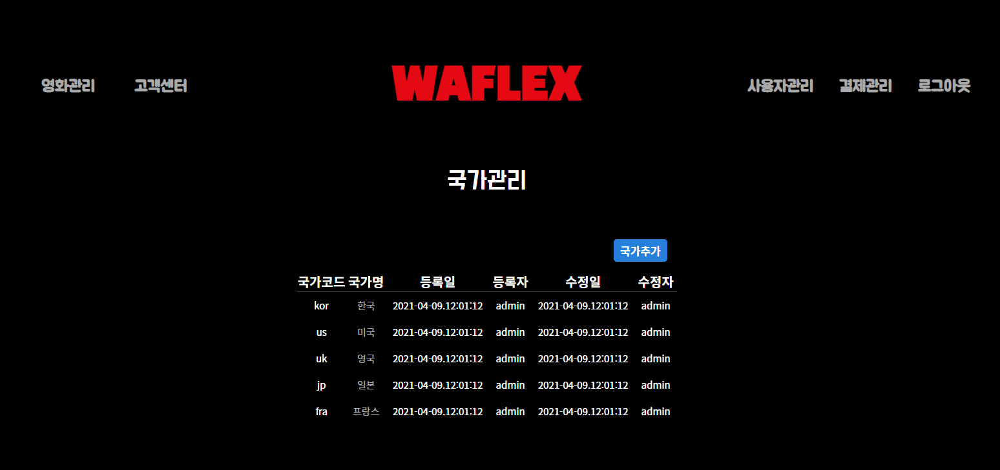 영화관리 고객센터 WAFLEX 사용자관리 결제관리 로그아웃
국가관리
국가추가
국가코드 국가명 등록일 등록자 수정일 수정자
kor 한국 2021-04-09.12:01:12 admin 2021-04-09.12:01:12 admin
us 미국 2021-04-09.12:01:12 admin 2021-04-09.12:01:12 admin
uk 영국 2021-04-09.12:01:12 admin 2021-04-09.12:01:12 admin
jp 일본 2021-04-09.12:01:12 admin 2021-04-09.12:01:12 admin
fra 프랑스 2021-04-09.12:01:12 admin 2021-04-09.12:01:12 admin